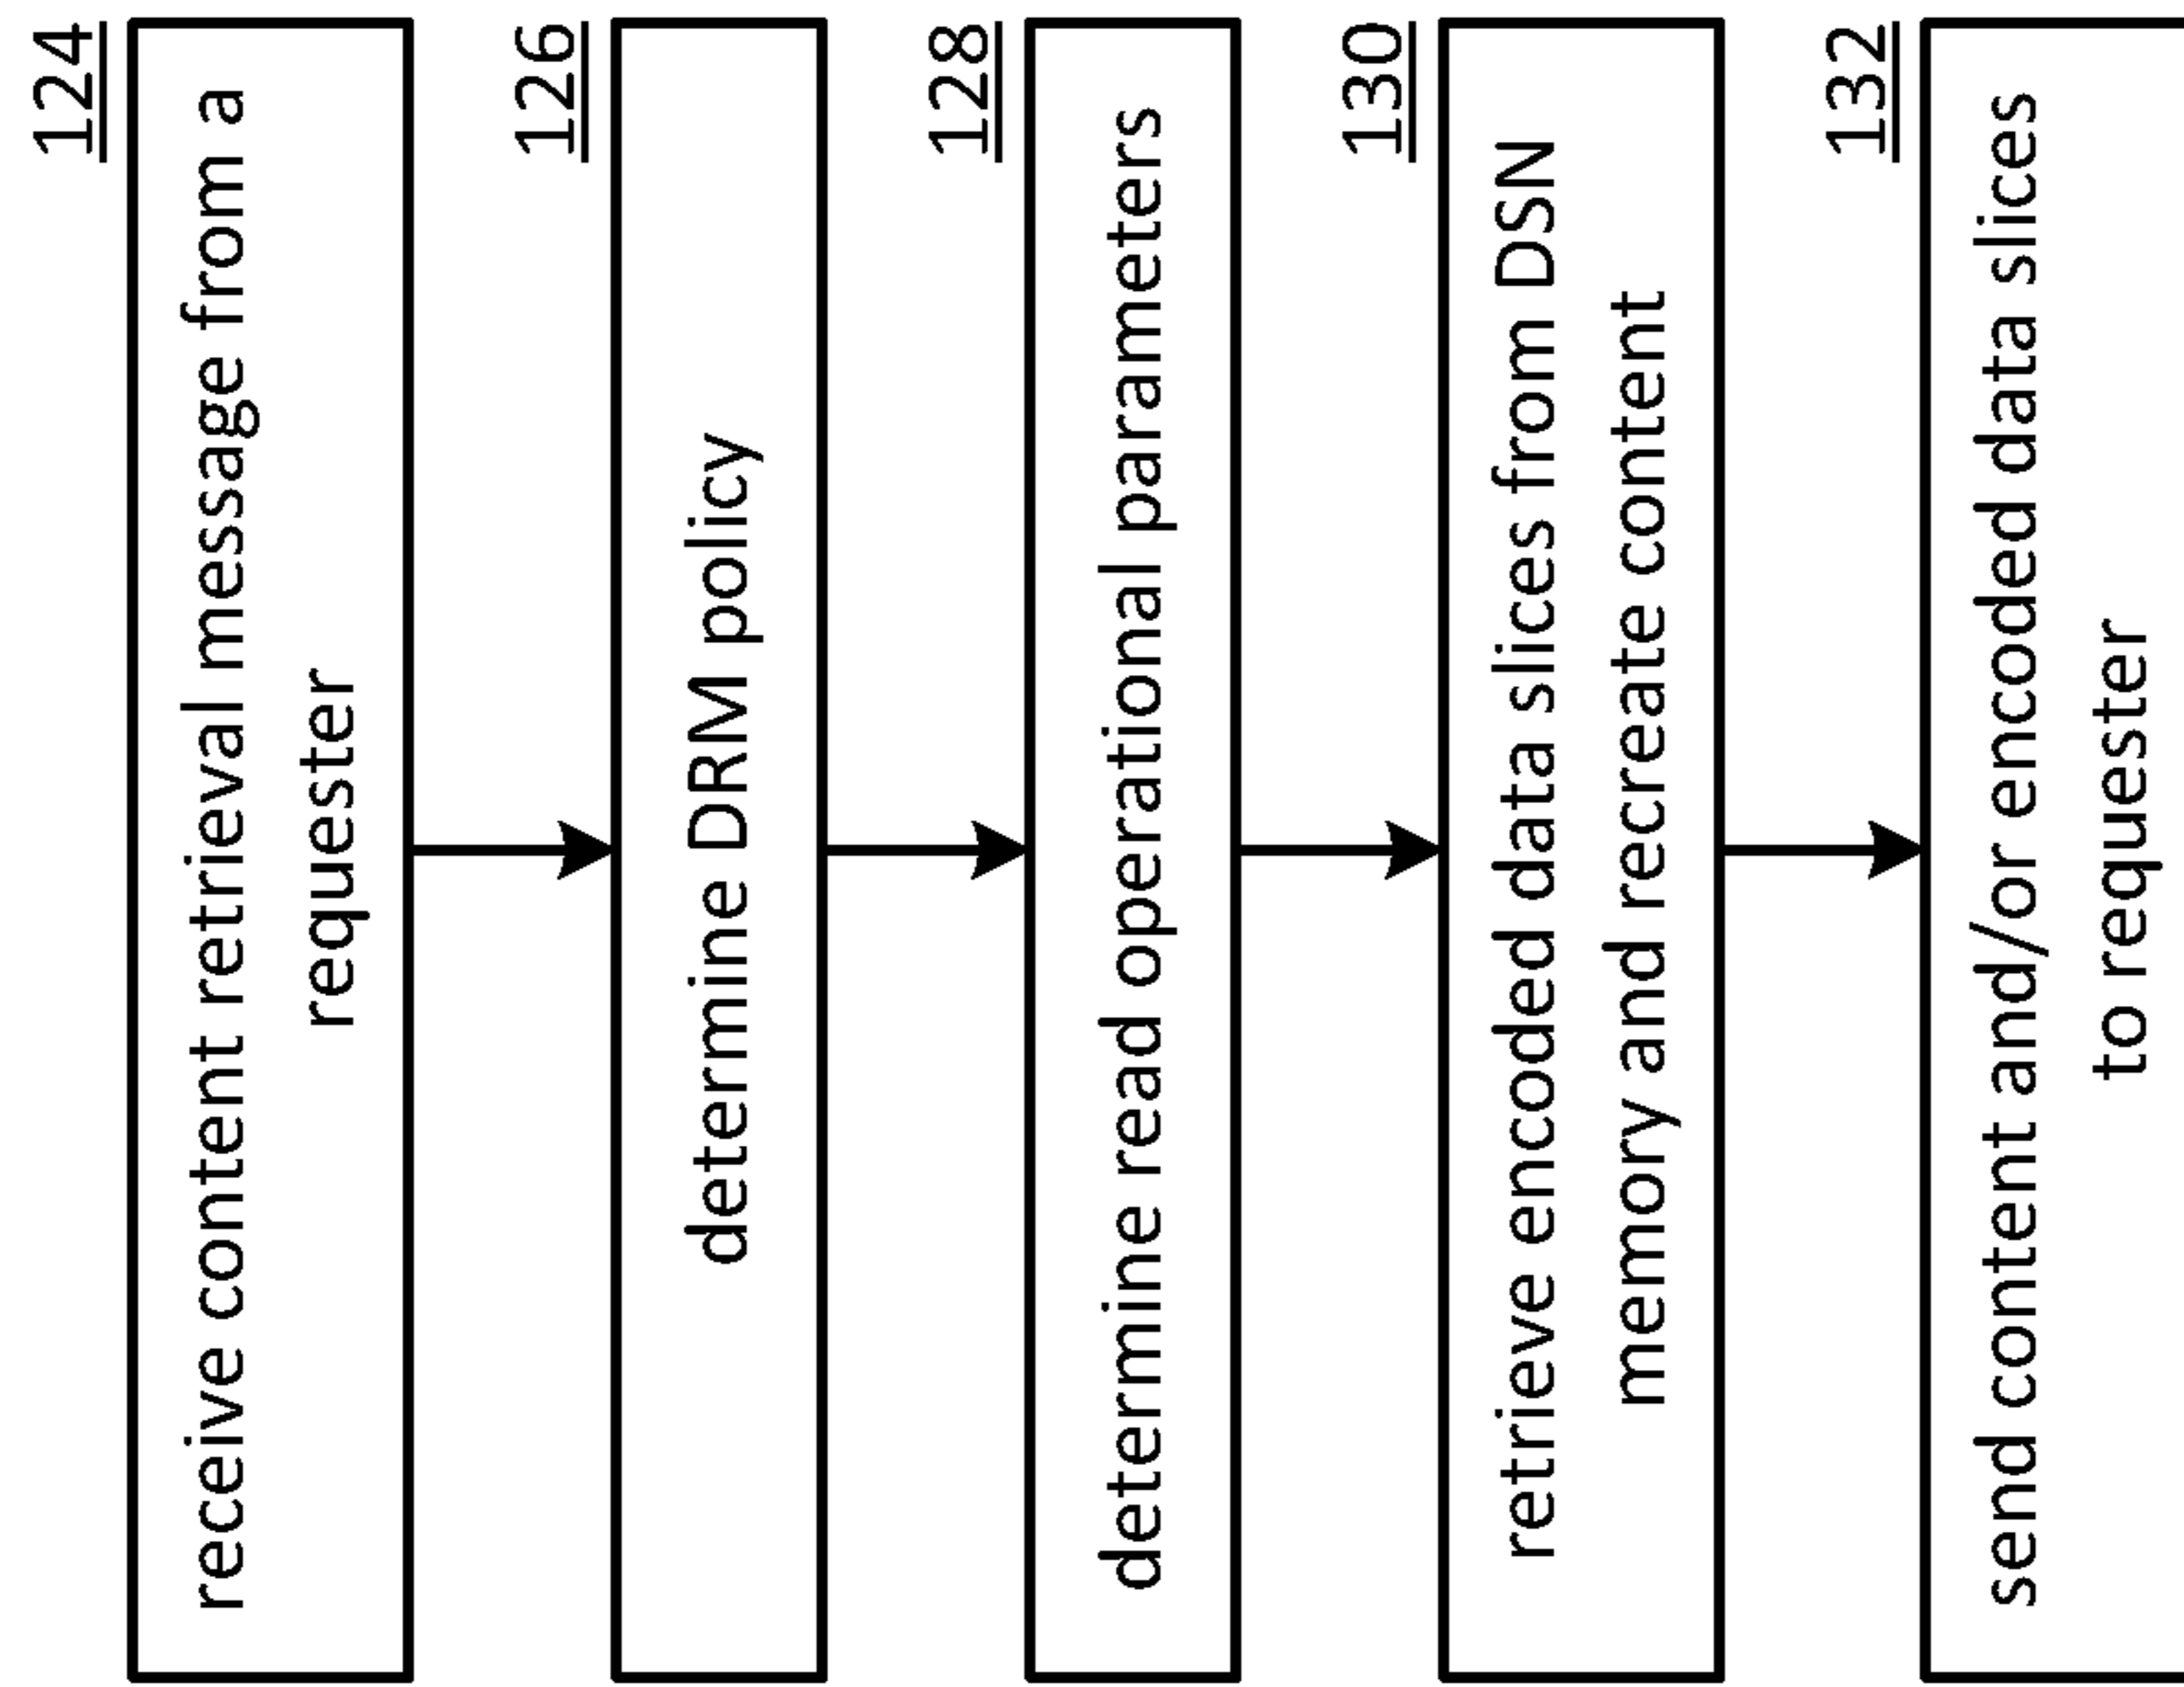 124
receive content retrieval message from a
requester
126
determine DRM policy
128
determine read operational parameters
130
retrieve encoded data slices from DSN
memory and recreate content
132
send content and/or encoded data slices
to requester